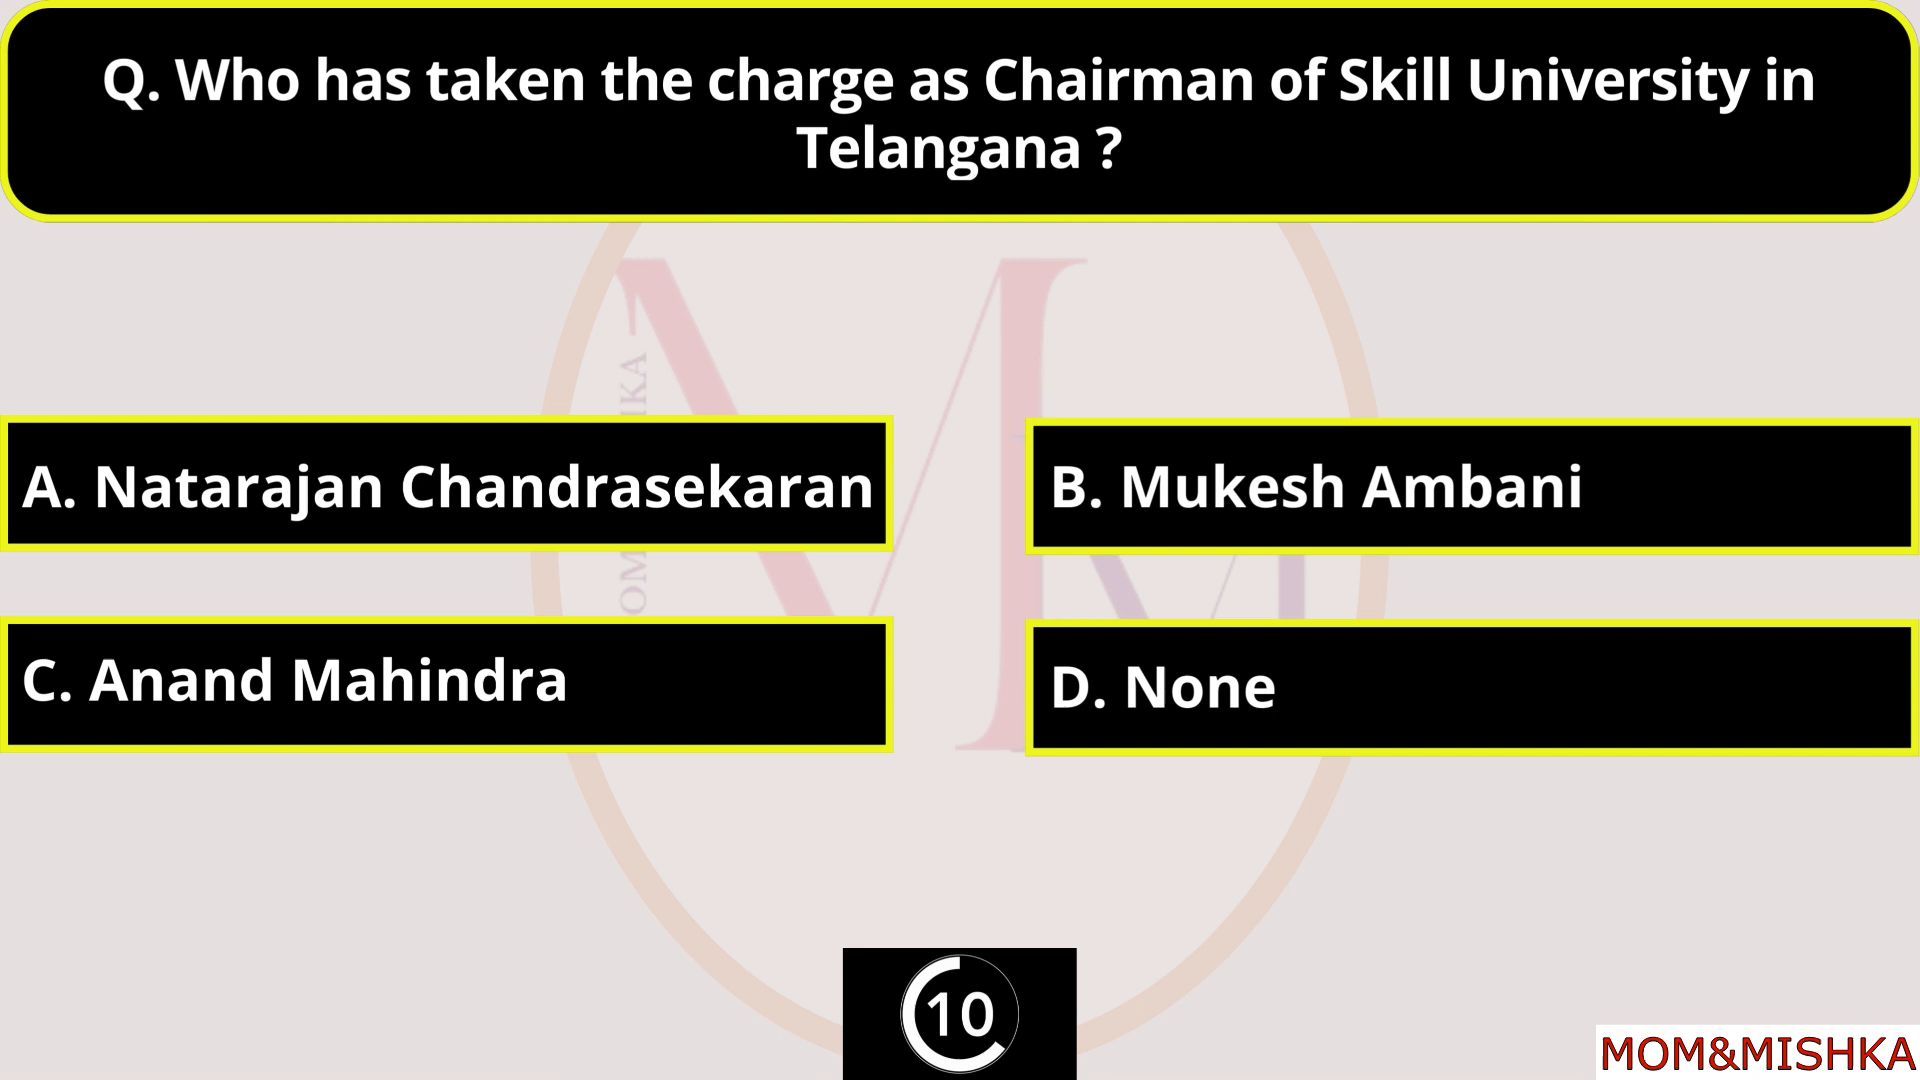 Q. Who has taken the charge as Chairman of Skill University in
Telangana ?
A. Natarajan Chandrasekaran
B. Mukesh Ambani
C. Anand Mahindra
D. None
10
MOM&MISHKA